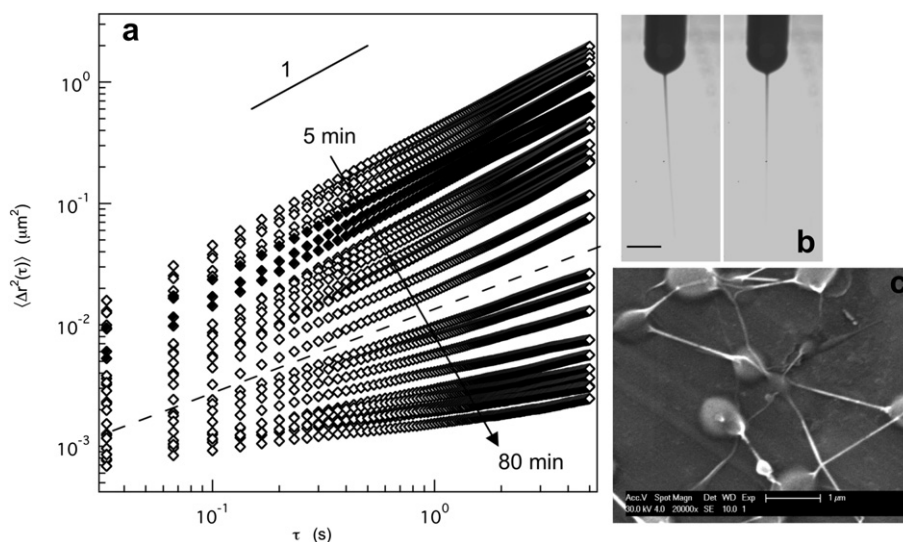 a
10⁰
10⁻¹
10⁻²
10⁻³
⟨Δr²(τ)⟩ (μm²)
1
5 min
80 min
10⁻¹
10⁰
τ (s)
b
c
Acc.V Spot Magn Det WD Exp
30.0 kV 4.0 20000x SE 10.0 1
1 μm